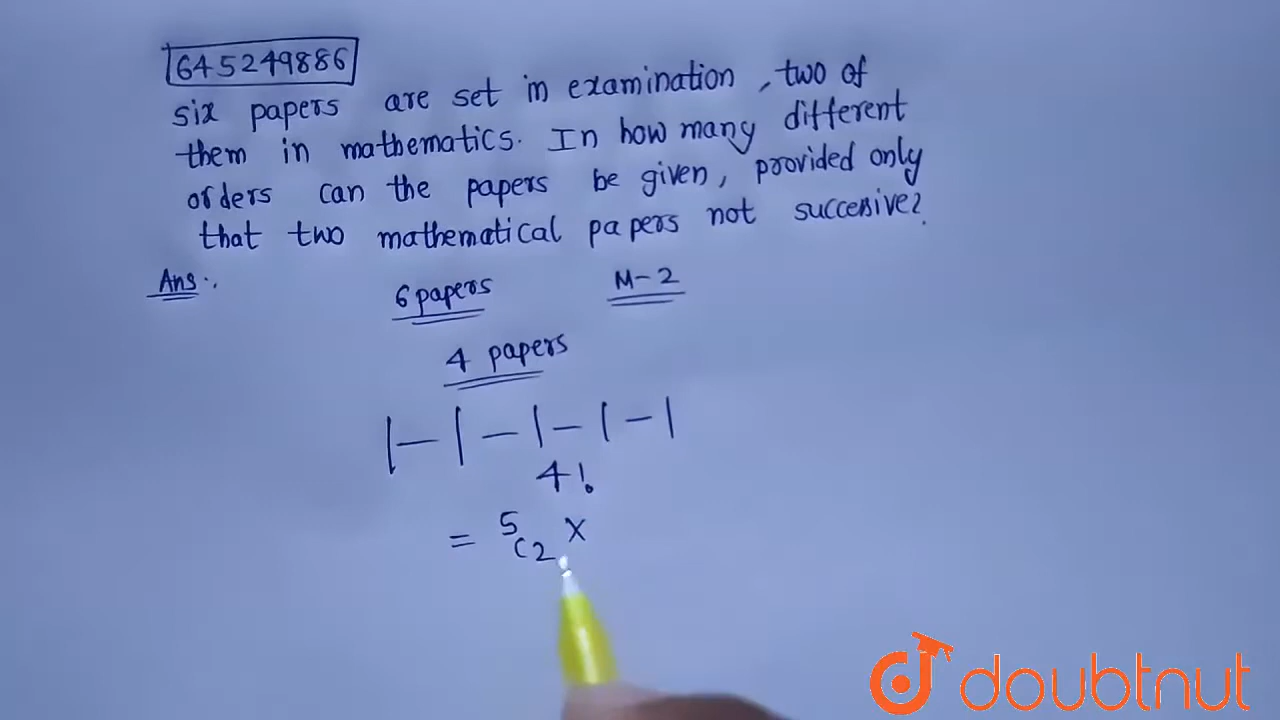 645249886
six papers are set in examination, two of
them in mathematics. In how many different
orders can the papers be given, provided only
that two mathematical papers not succesive?
Ans.
6 papers M-2
4 papers
|—|—|—|—|
4!
= 5C2 X
doubtnut